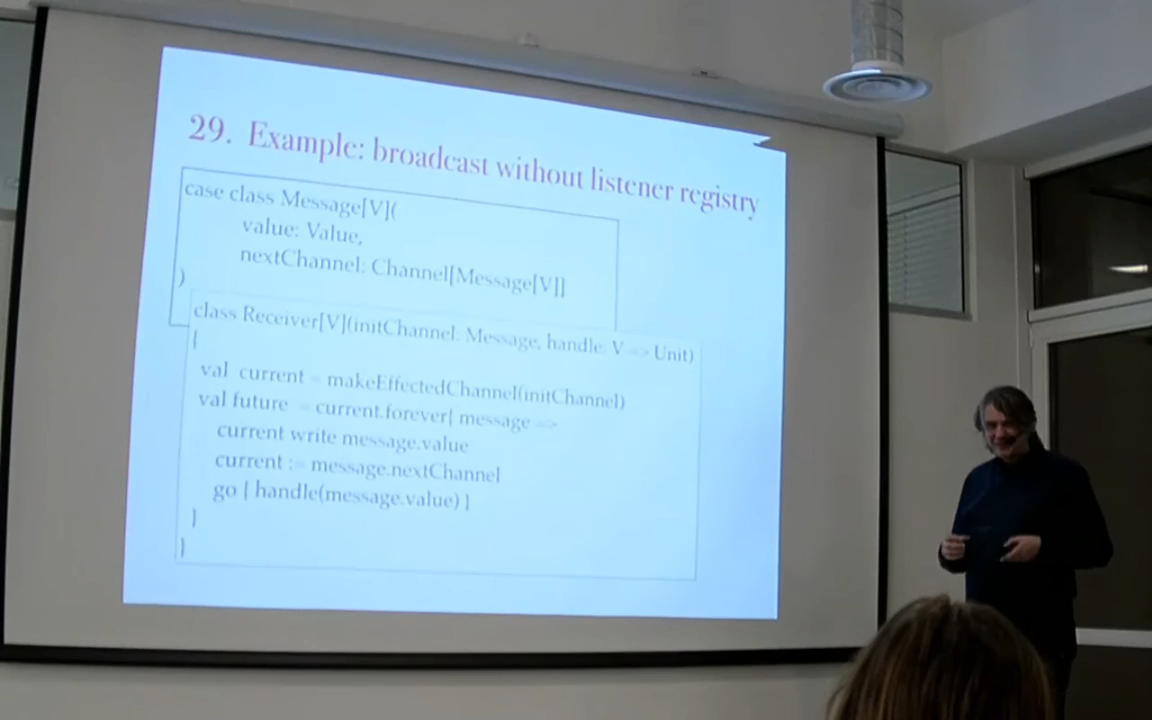 29. Example: broadcast without listener registry
case class Message[V](
value: Value,
nextChannel: Channel[Message[V]]
)
class Receiver[V](initChannel: Message, handle: V => Unit)
{
val current = makeEffectedChannel(initChannel)
val future = current.forever{ message =>
current write message.value
current := message.nextChannel
go { handle(message.value) }
}
}